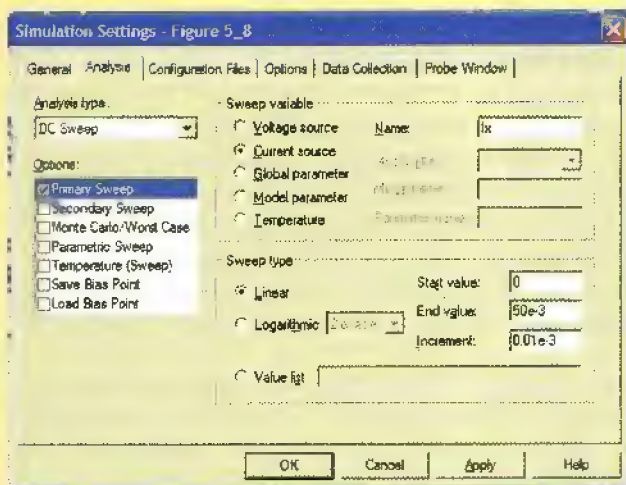 Simulation Settings - Figure 5_8
General Analysis Configuration Files Options Data Collection Probe Window
Analysis type:
DC Sweep
Options:
Primary Sweep
Secondary Sweep
Monte Carlo/Worst Case
Parametric Sweep
Temperature (Sweep)
Save Bias Point
Load Bias Point
Sweep variable
Voltage source
Name:
Ix
Current source
Global parameter
Model parameter
Temperature
Sweep type
Linear
Logarithmic
Start value:
0
End value:
50e-3
Increment:
0.01e-3
Value list
OK Cancel Apply Help